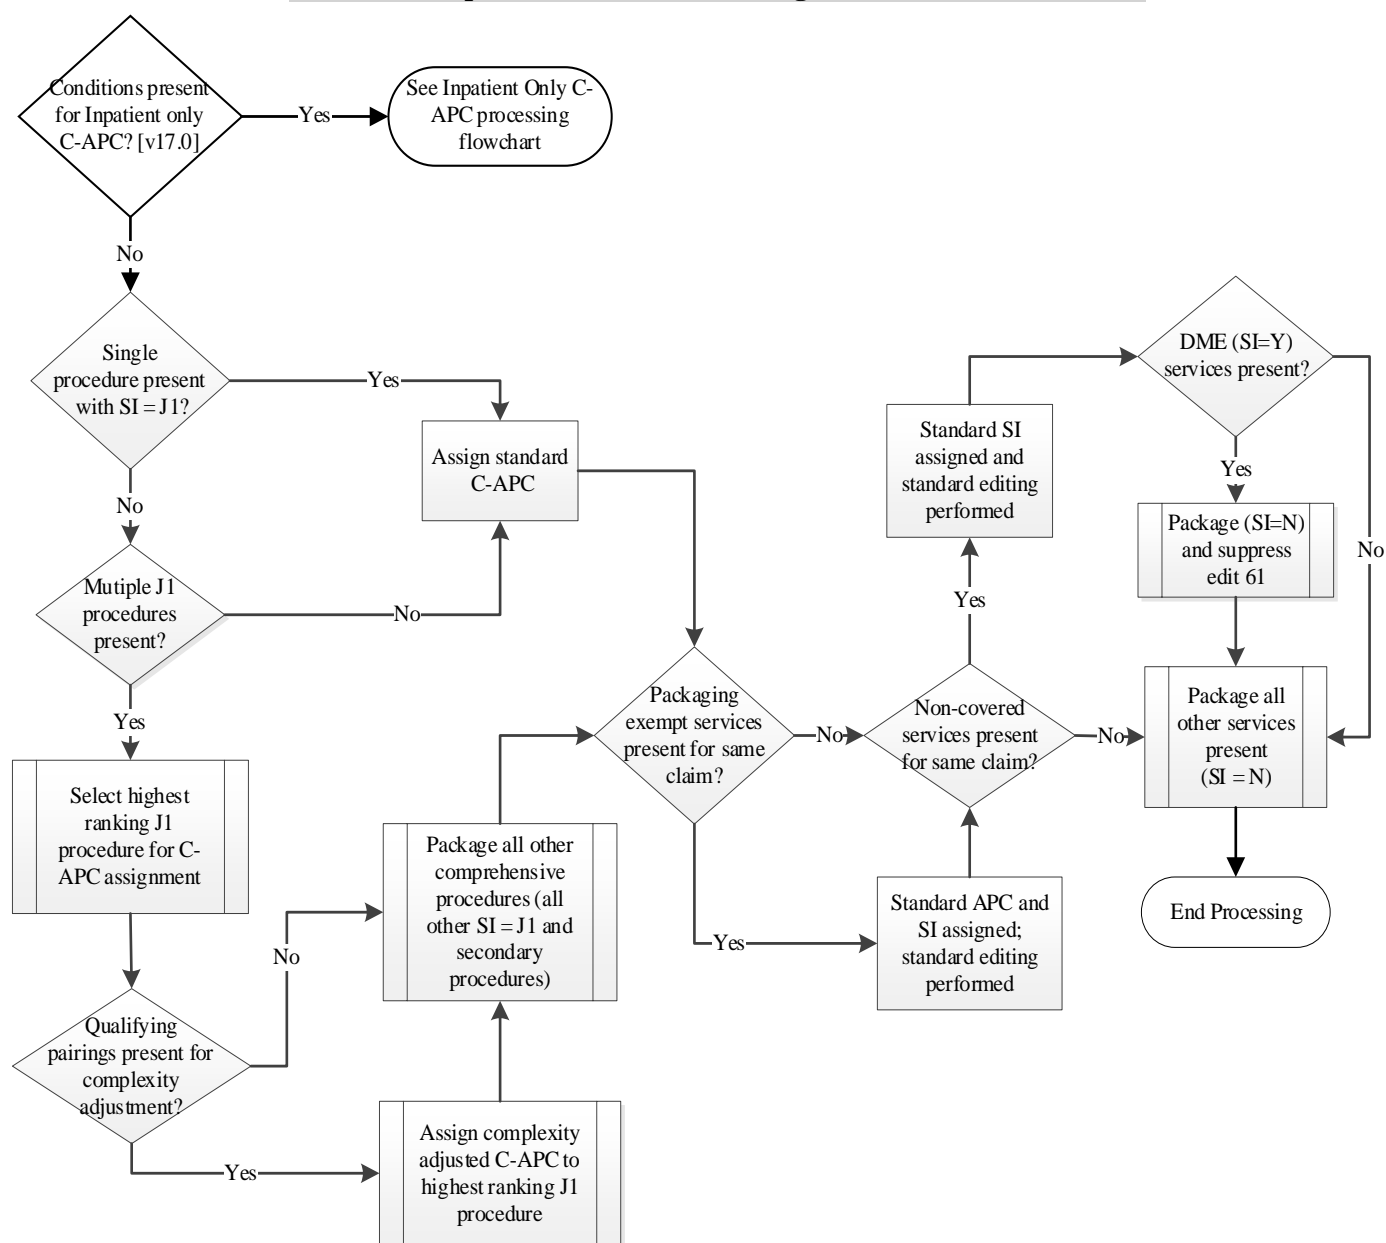 Conditions present
for Inpatient only
C-APC? [v17.0]
Yes
See Inpatient Only C-
APC processing
flowchart
No
Single
procedure present
with SI = J1?
Yes
Assign standard
C-APC
No
Mutiple J1
procedures
present?
No
Yes
Select highest
ranking J1
procedure for C-
APC assignment
Qualifying
pairings present for
complexity
adjustment?
No
Yes
Assign complexity
adjusted C-APC to
highest ranking J1
procedure
Package all other
comprehensive
procedures (all
other SI = J1 and
secondary
procedures)
Packaging
exempt services
present for same
claim?
No
Yes
Standard APC and
SI assigned;
standard editing
performed
Non-covered
services present
for same claim?
No
Yes
Standard SI
assigned and
standard editing
performed
DME (SI=Y)
services present?
Yes
No
Package (SI=N)
and suppress
edit 61
Package all
other services
present
(SI = N)
End Processing